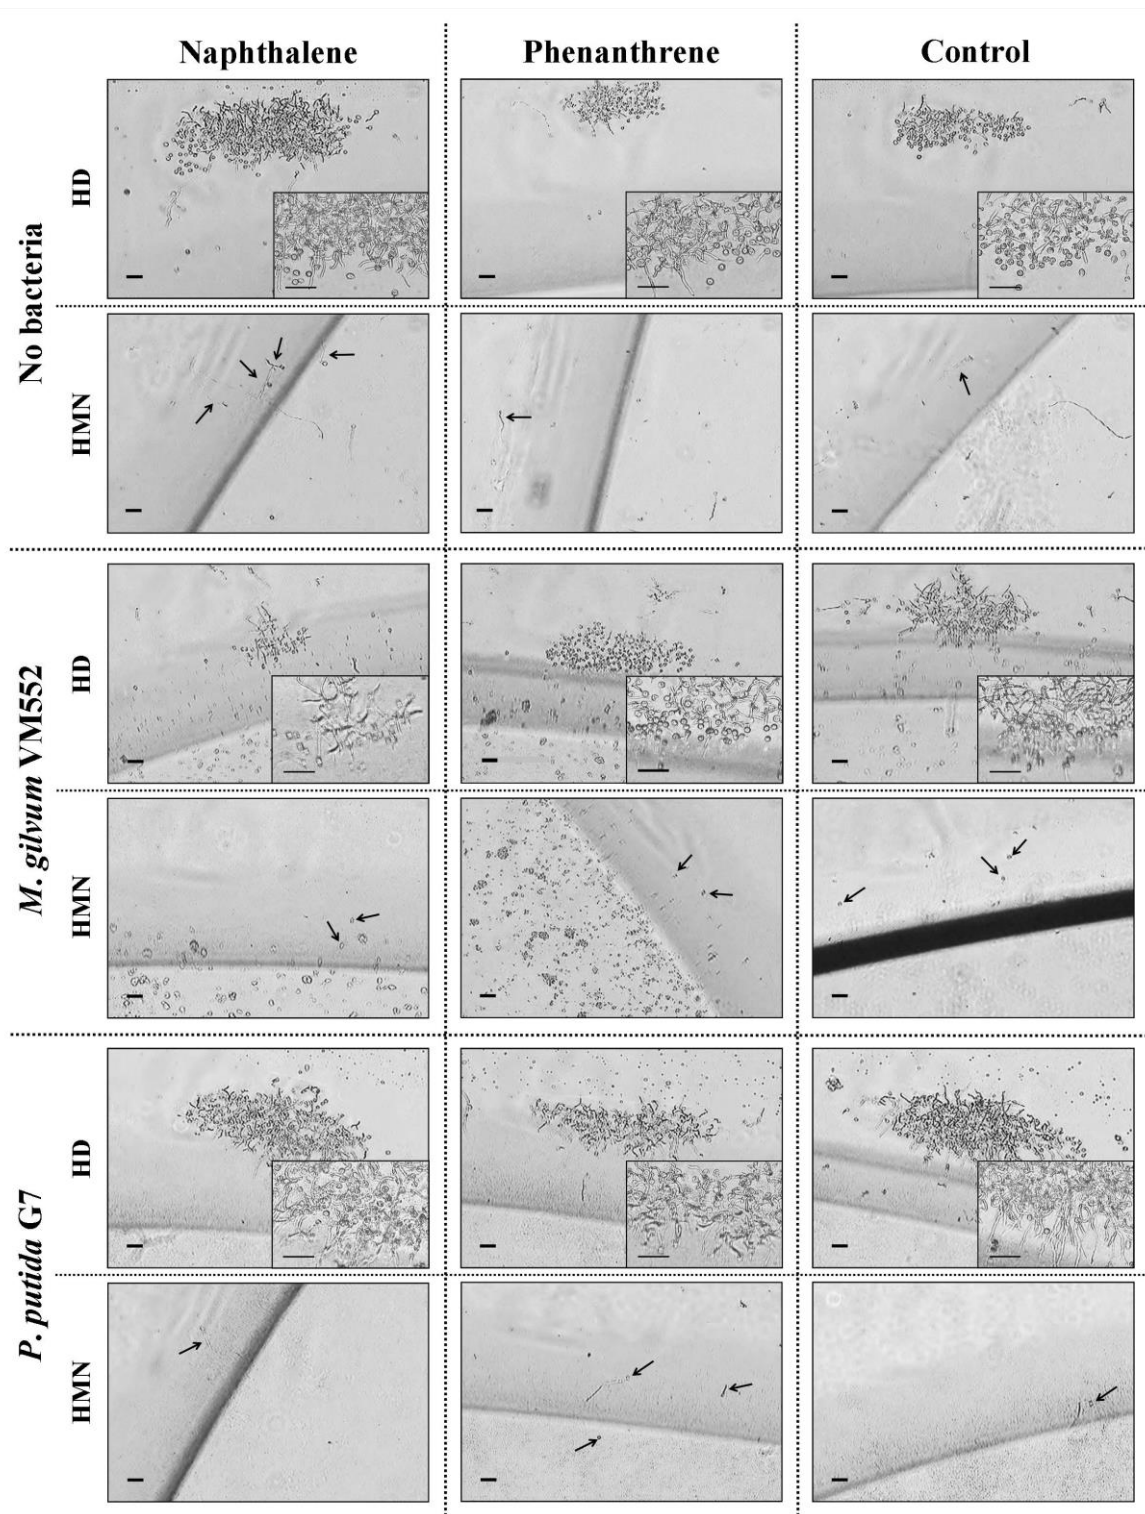 Naphthalene Phenanthrene Control
No bacteria
HD
HMN
M. gilvum VM552
HD
HMN
P. putida G7
HD
HMN